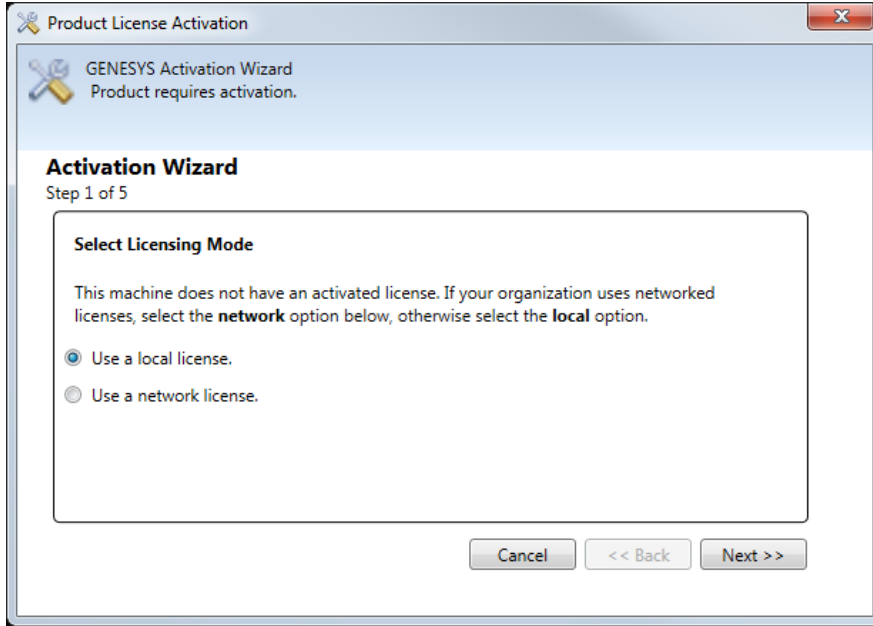 Product License Activation
GENESYS Activation Wizard
Product requires activation.
Activation Wizard
Step 1 of 5
Select Licensing Mode
This machine does not have an activated license. If your organization uses networked
licenses, select the network option below, otherwise select the local option.
Use a local license.
Use a network license.
Cancel
<< Back
Next >>